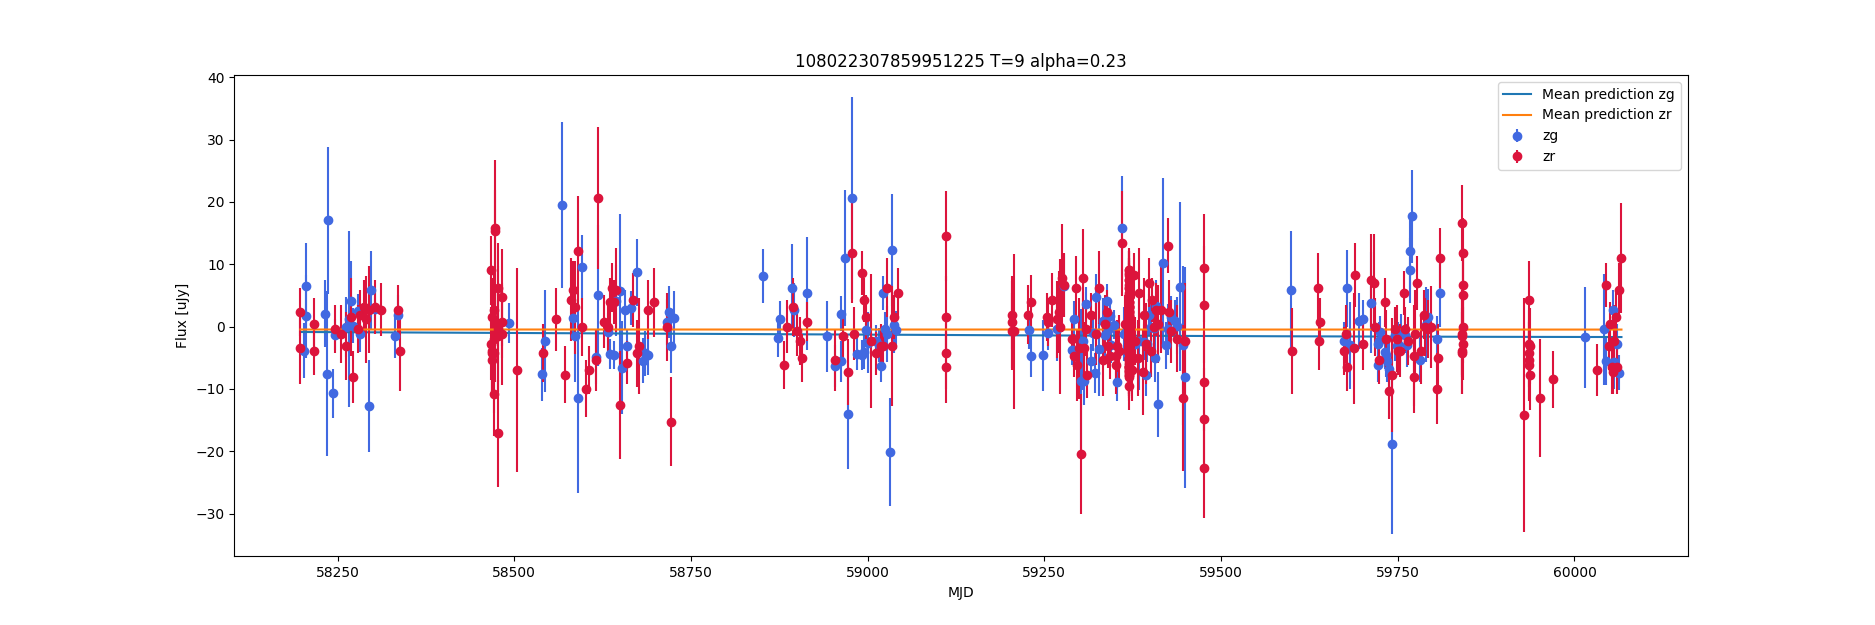 108022307859951225 T=9 alpha=0.23
Flux [uJy]
40
30
20
10
0
−10
−20
−30
Mean prediction zg
Mean prediction zr
zg
zr
58250 58500 58750 59000 59250 59500 59750 60000
MJD